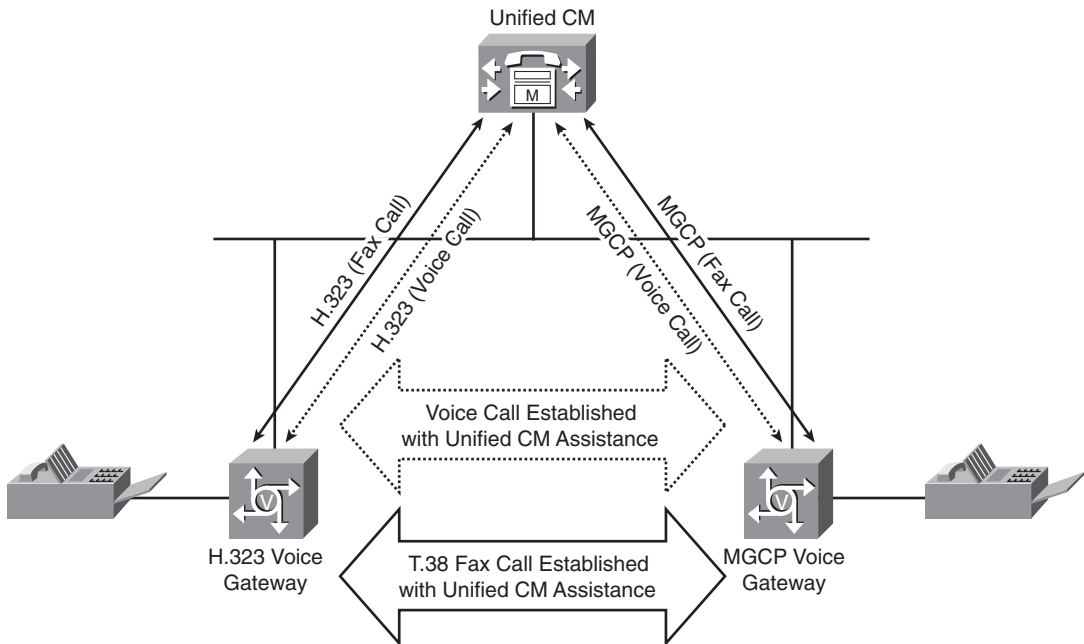 Unified CM
M
H.323 (Fax Call)
H.323 (Voice Call)
MGCP (Voice Call)
MGCP (Fax Call)
Voice Call Established
with Unified CM Assistance
V
V
H.323 Voice
Gateway
T.38 Fax Call Established
with Unified CM Assistance
MGCP Voice
Gateway